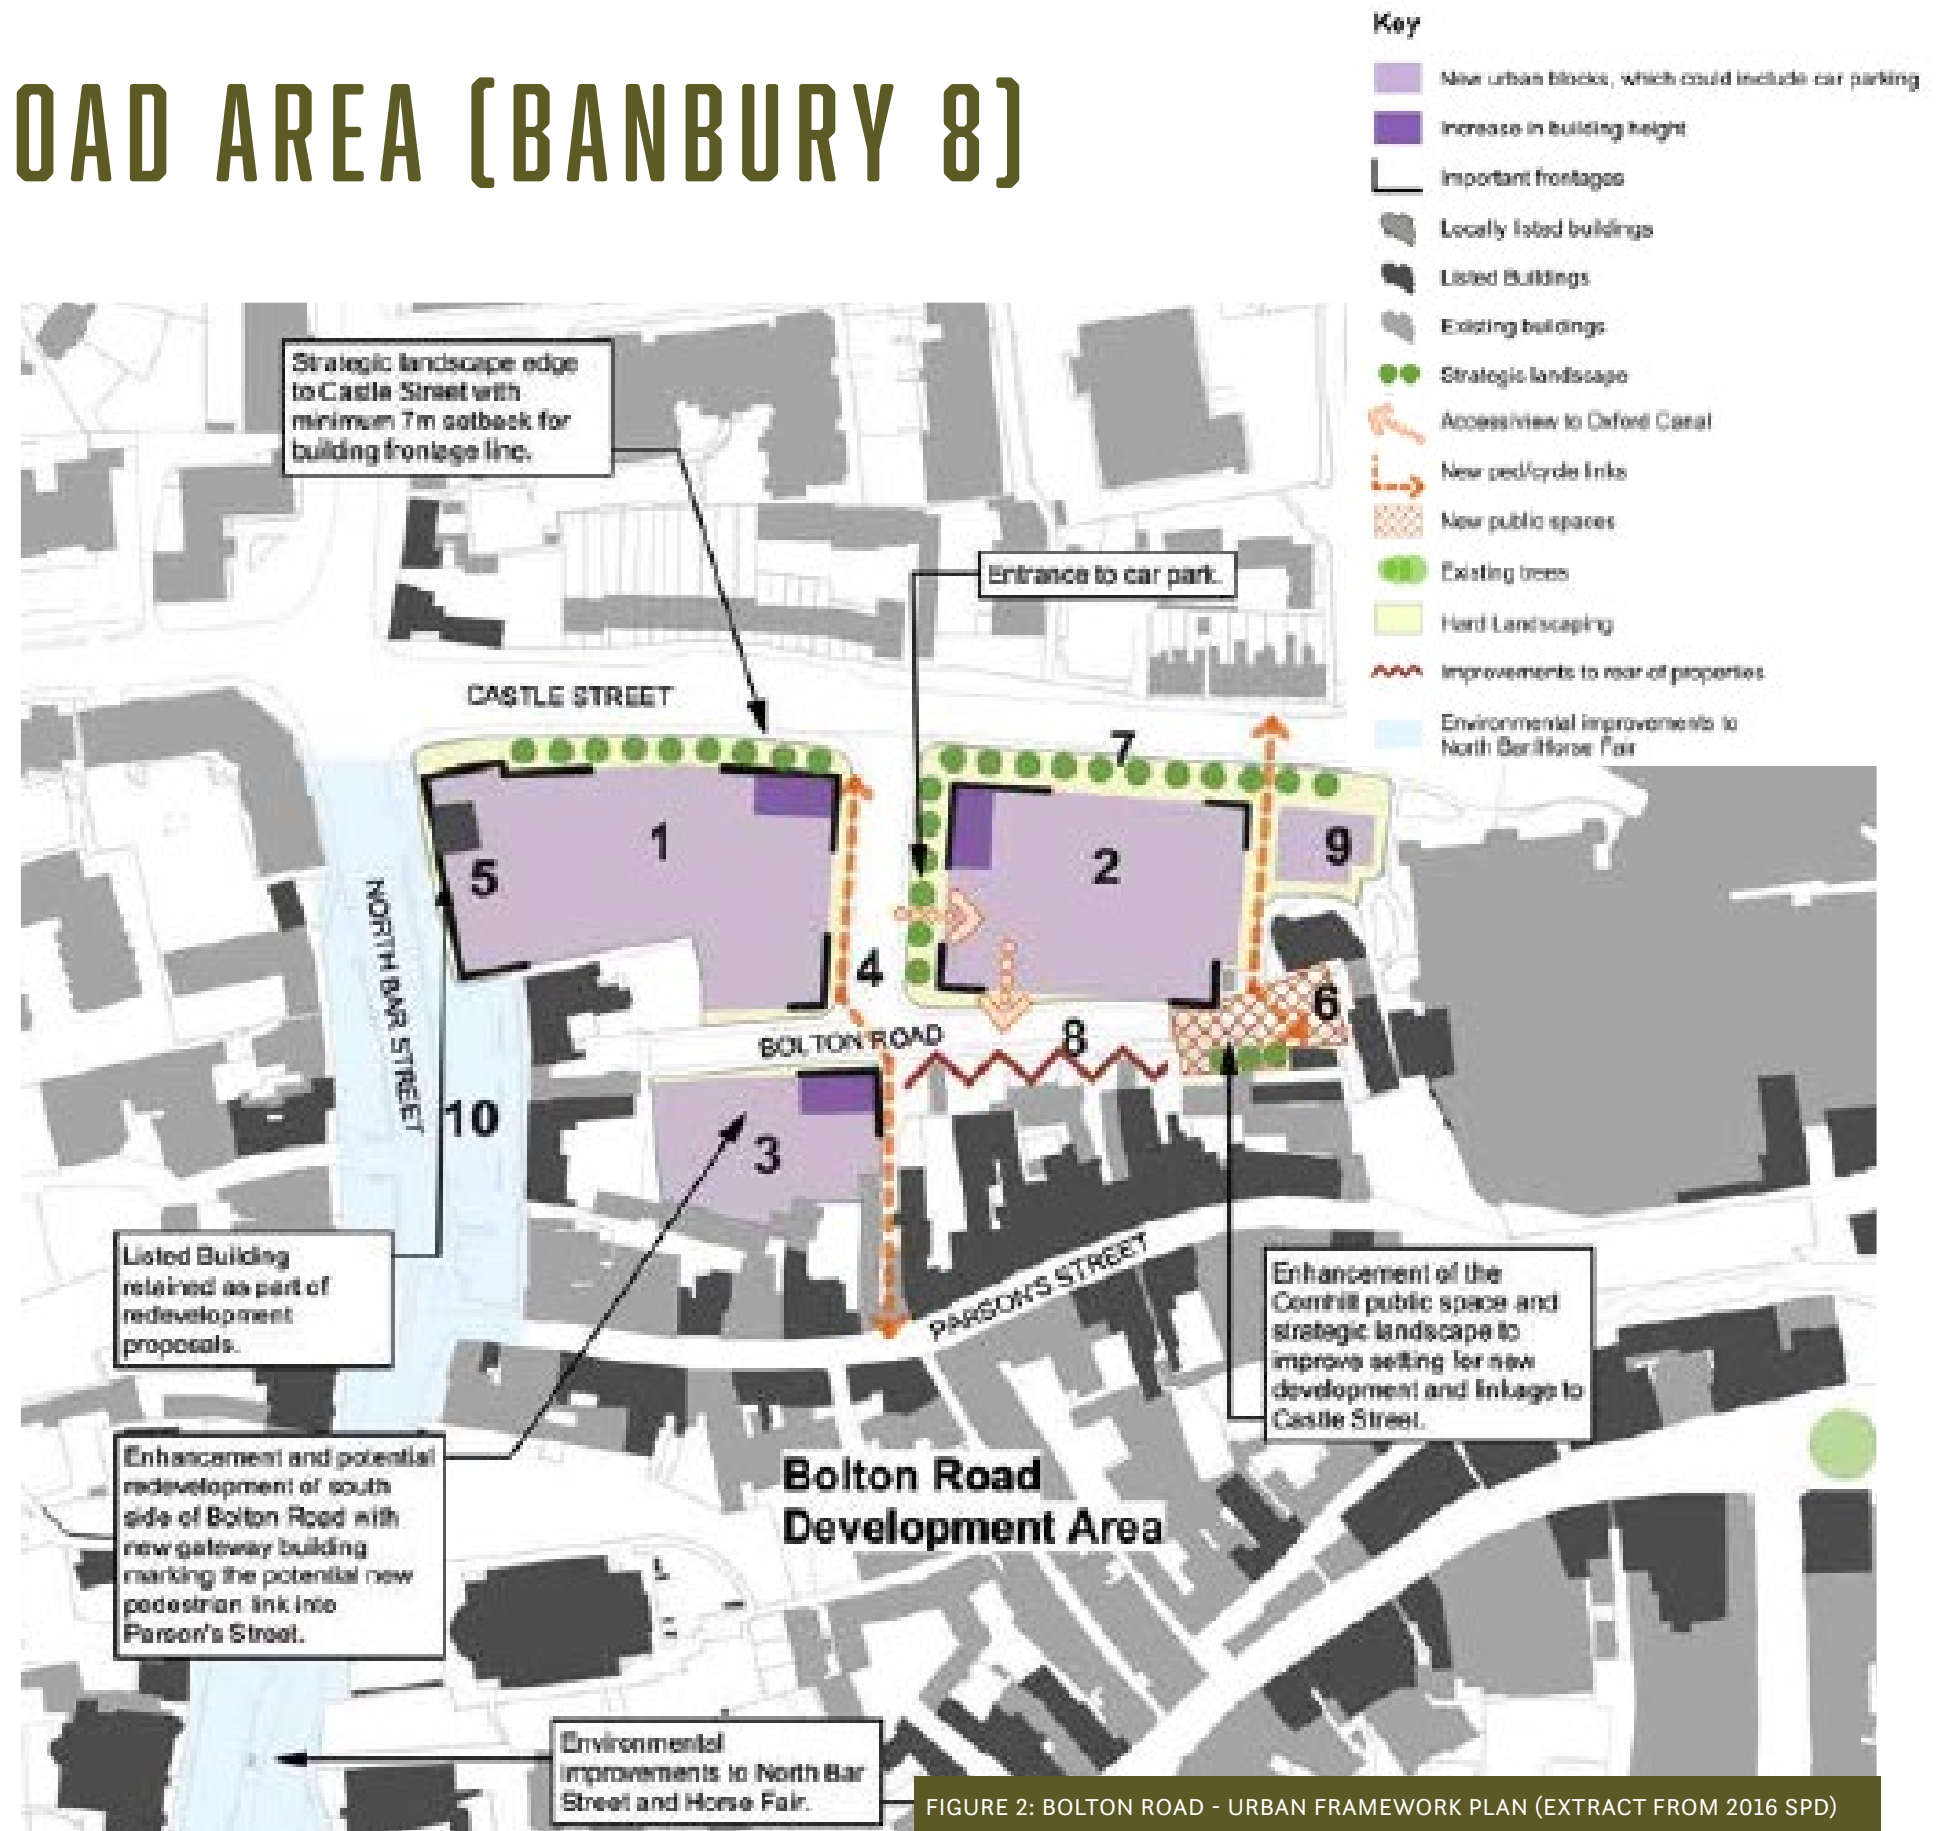 OAD AREA (BANBURY 8)
Key
New urban blocks, which could include car parking
Increase in building height
Important frontages
Locally listed buildings
Listed Buildings
Existing buildings
Strategic landscape
Access/view to Oxford Canal
New ped/cycle links
New public spaces
Existing trees
Hard Landscaping
Improvements to rear of properties
Environmental improvements to
North Bar/Horse Fair
Strategic landscape edge
to Castle Street with
minimum 7m setback for
building frontage line.
Entrance to car park.
CASTLE STREET
7
1
2
9
5
NORTH BAR STREET
4
6
BOLTON ROAD
8
10
3
PARSON'S STREET
Listed Building
retained as part of
redevelopment
proposals.
Enhancement of the
Cornhill public space and
strategic landscape to
improve setting for new
development and linkage to
Castle Street.
Enhancement and potential
redevelopment of south
side of Bolton Road with
new gateway building
marking the potential new
pedestrian link into
Parson's Street.
Bolton Road
Development Area
Environmental
improvements to North Bar
Street and Horse Fair.
FIGURE 2: BOLTON ROAD - URBAN FRAMEWORK PLAN (EXTRACT FROM 2016 SPD)